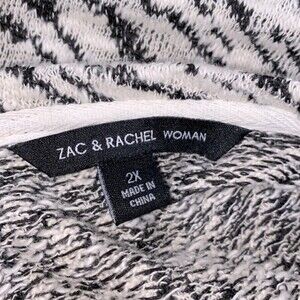 ZAC & RACHEL WOMAN
2X
MADE IN
CHINA